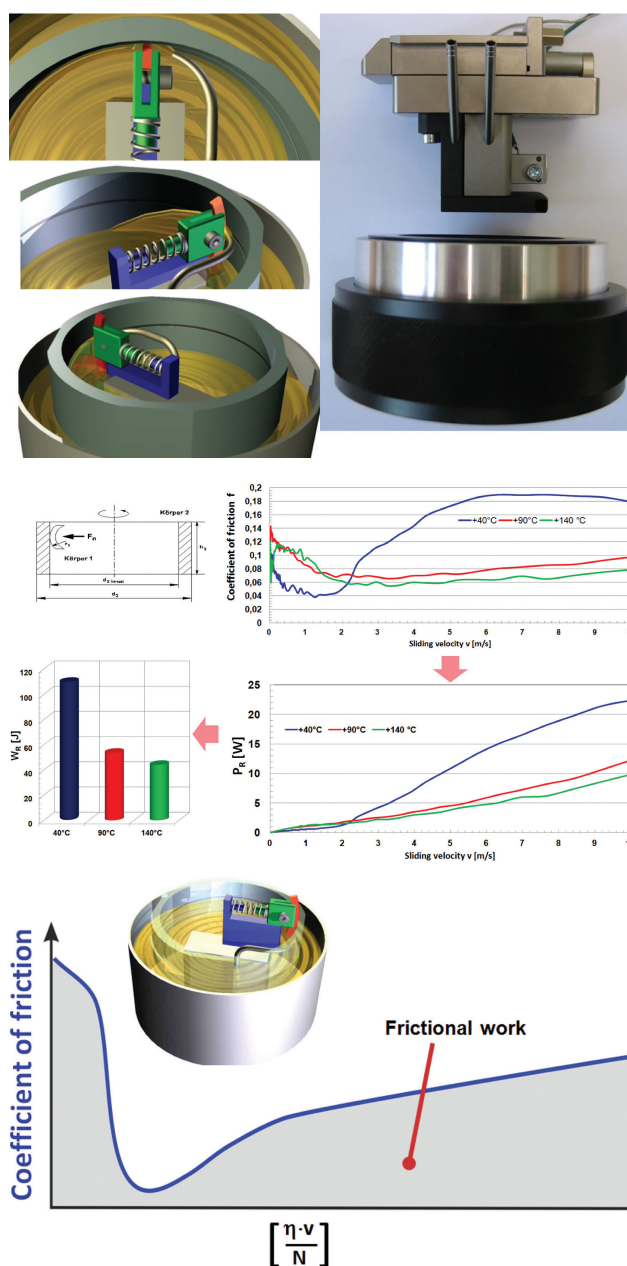 Körper 2
Fn
r₁
Körper 1
h₂
d₂ innen
d₂
Coefficient of friction f
0,2
0,18
0,16
0,14
0,12
0,1
0,08
0,06
0,04
0,02
0
+40°C +90°C +140 °C
0 1 2 3 4 5 6 7 8 9
Sliding velocity v [m/s]
WR [J]
120
100
80
60
40
20
0
40°C 90°C 140°C
PR [W]
25
20
15
10
5
0
+40°C +90°C +140 °C
0 1 2 3 4 5 6 7 8 9
Sliding velocity v [m/s]
Coefficient of friction
Frictional work
[η·v/N]